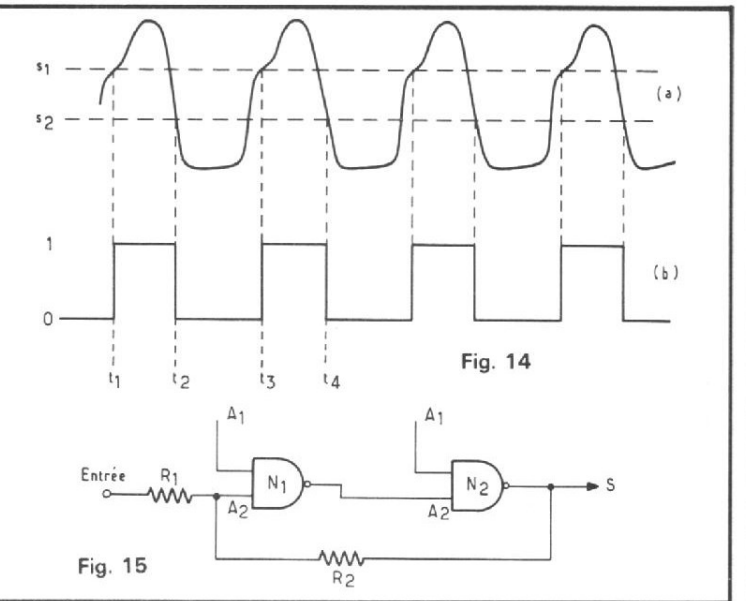 s1
(a)
s2
1
(b)
0
t1 t2 t3 t4
Fig. 14
A1 A1
Entrée R1 N1 N2 S
A2 A2
R2
Fig. 15